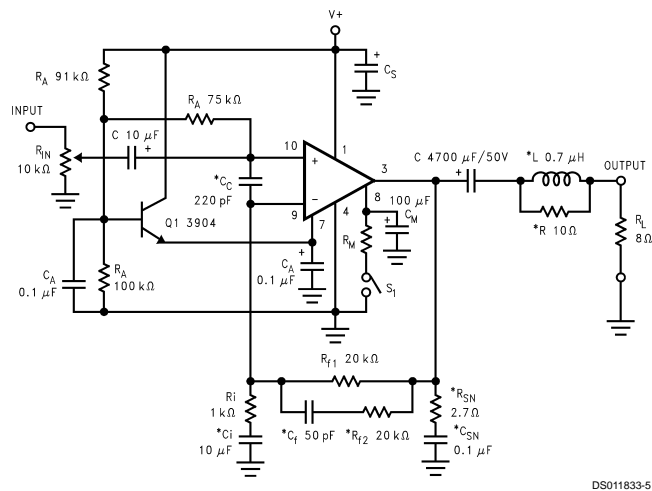 V+
R_A 91 kΩ
+
C_S
INPUT
R_A 75 kΩ
C 10 μF
+
R_IN
10 kΩ
10
+
1
*C_C
220 pF
−
9
3
C 4700 μF/50V
+
*L 0.7 μH
OUTPUT
*R 10Ω
R_L
8Ω
7
4
8
100 μF
+
C_M
R_M
S_1
Q1 3904
C_A
0.1 μF
R_A
100 kΩ
+
C_A
0.1 μF
R_f1 20 kΩ
Ri
1 kΩ
*Ci
10 μF
*C_f 50 pF
*R_f2 20 kΩ
*R_SN
2.7Ω
*C_SN
0.1 μF
DS011833-5